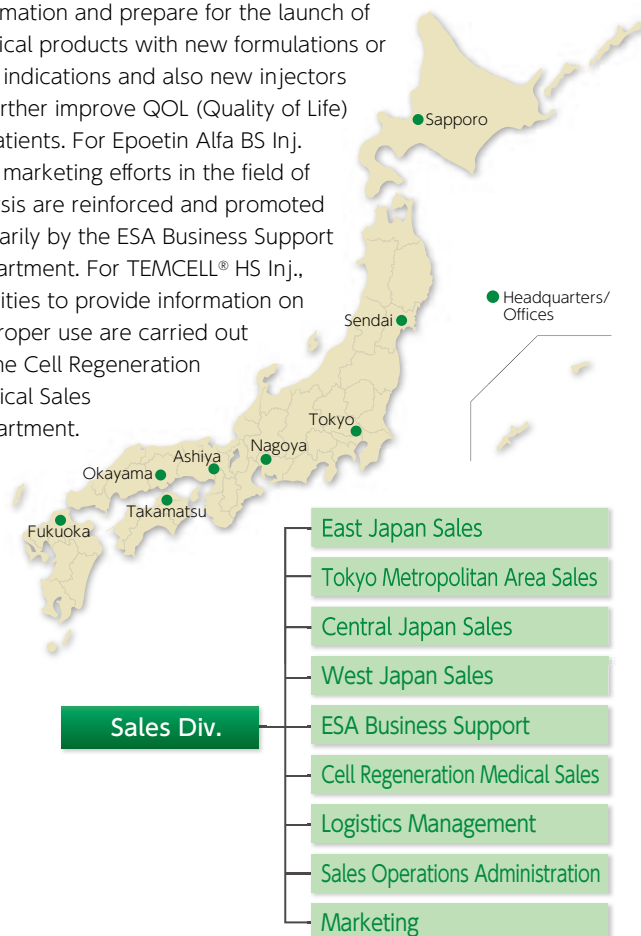 mation and prepare for the launch of
ical products with new formulations or
indications and also new injectors
rther improve QOL (Quality of Life)
atients. For Epoetin Alfa BS Inj.
marketing efforts in the field of
sis are reinforced and promoted
arily by the ESA Business Support
artment. For TEMCELL® HS Inj.,
ities to provide information on
roper use are carried out
he Cell Regeneration
ical Sales
artment.
Sapporo
Headquarters/
Offices
Sendai
Tokyo
Nagoya
Ashiya
Okayama
Takamatsu
Fukuoka
Sales Div.
East Japan Sales
Tokyo Metropolitan Area Sales
Central Japan Sales
West Japan Sales
ESA Business Support
Cell Regeneration Medical Sales
Logistics Management
Sales Operations Administration
Marketing